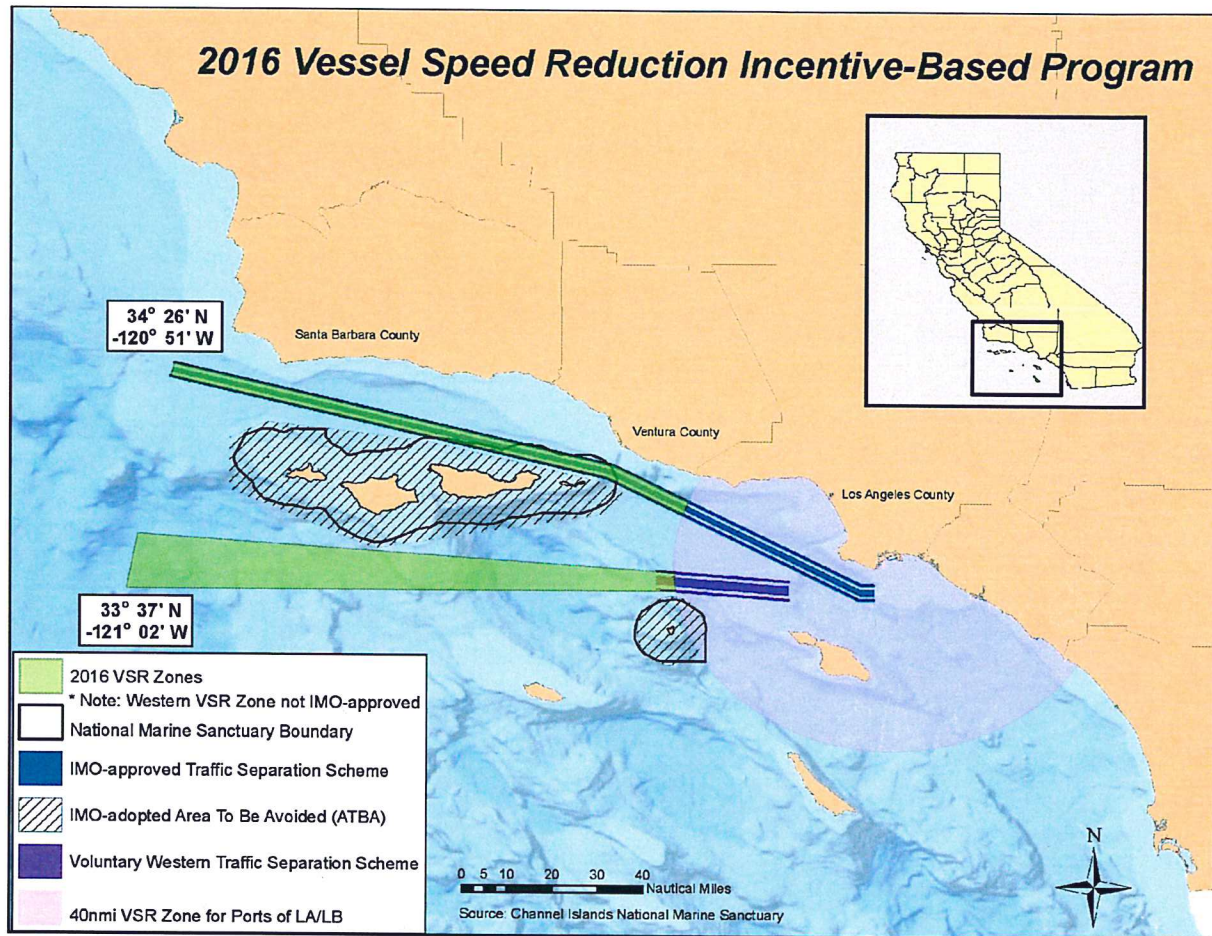 2016 Vessel Speed Reduction Incentive-Based Program
34° 26' N
-120° 51' W
Santa Barbara County
Ventura County
Los Angeles County
33° 37' N
-121° 02' W
2016 VSR Zones
* Note: Western VSR Zone not IMO-approved
National Marine Sanctuary Boundary
IMO-approved Traffic Separation Scheme
IMO-adopted Area To Be Avoided (ATBA)
Voluntary Western Traffic Separation Scheme
40nmi VSR Zone for Ports of LA/LB
0 5 10 20 30 40
Nautical Miles
Source: Channel Islands National Marine Sanctuary
N